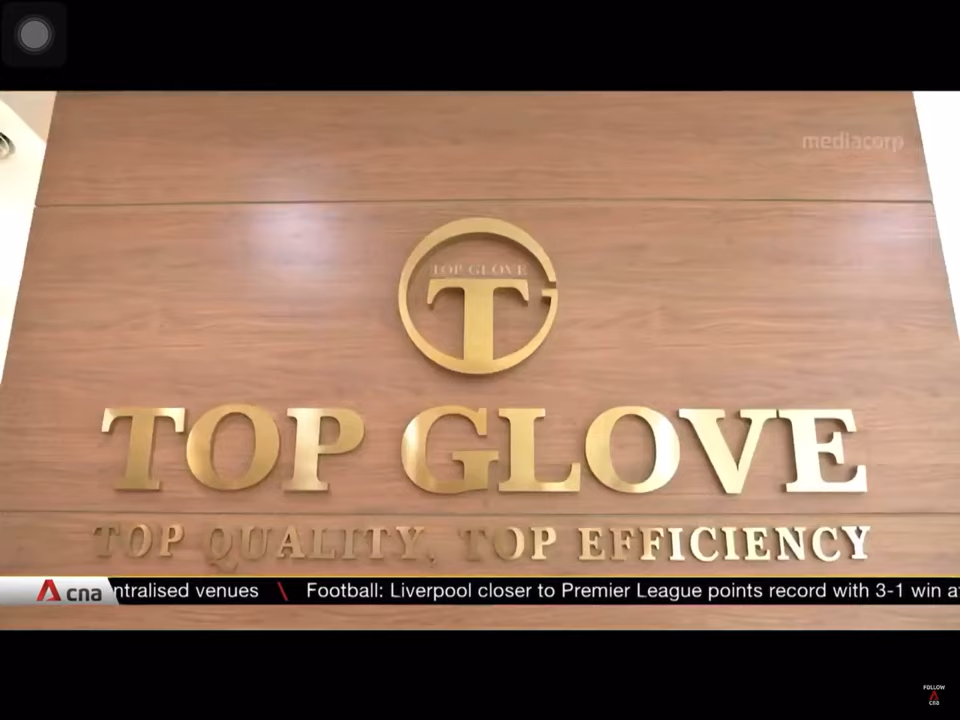 mediacorp
TOP GLOVE
T
TOP GLOVE
TOP QUALITY, TOP EFFICIENCY
cna ntralised venues \ Football: Liverpool closer to Premier League points record with 3-1 win a
FOLLOW
cna